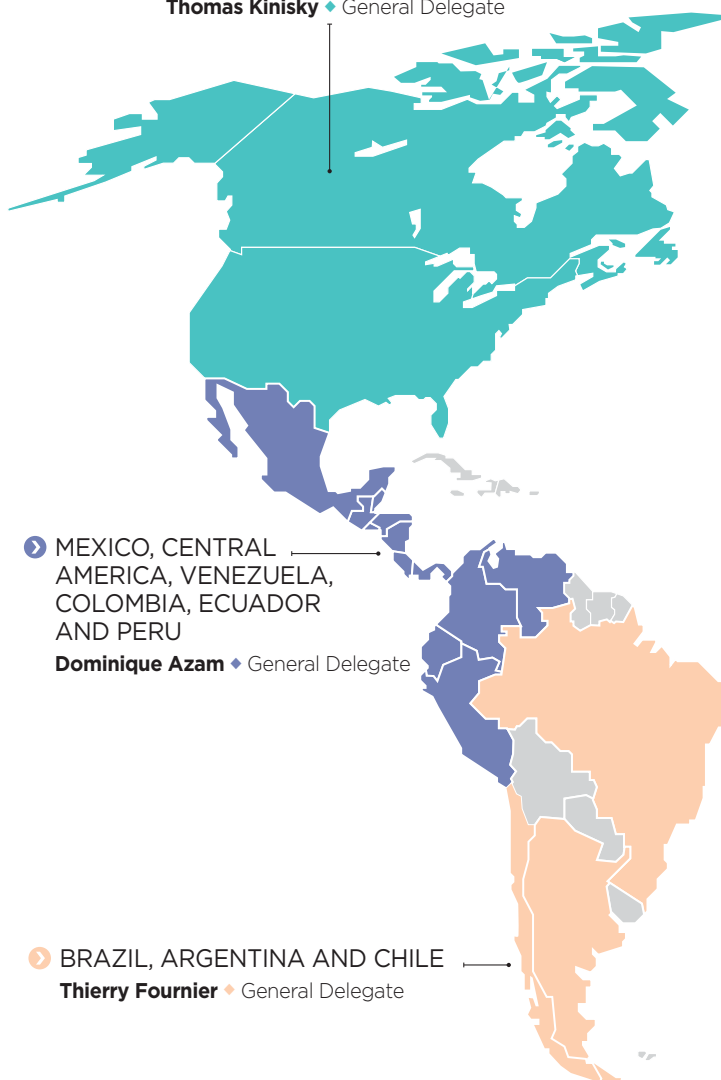 Thomas Kinisky ◆ General Delegate
MEXICO, CENTRAL
AMERICA, VENEZUELA,
COLOMBIA, ECUADOR
AND PERU
Dominique Azam ◆ General Delegate
BRAZIL, ARGENTINA AND CHILE
Thierry Fournier ◆ General Delegate